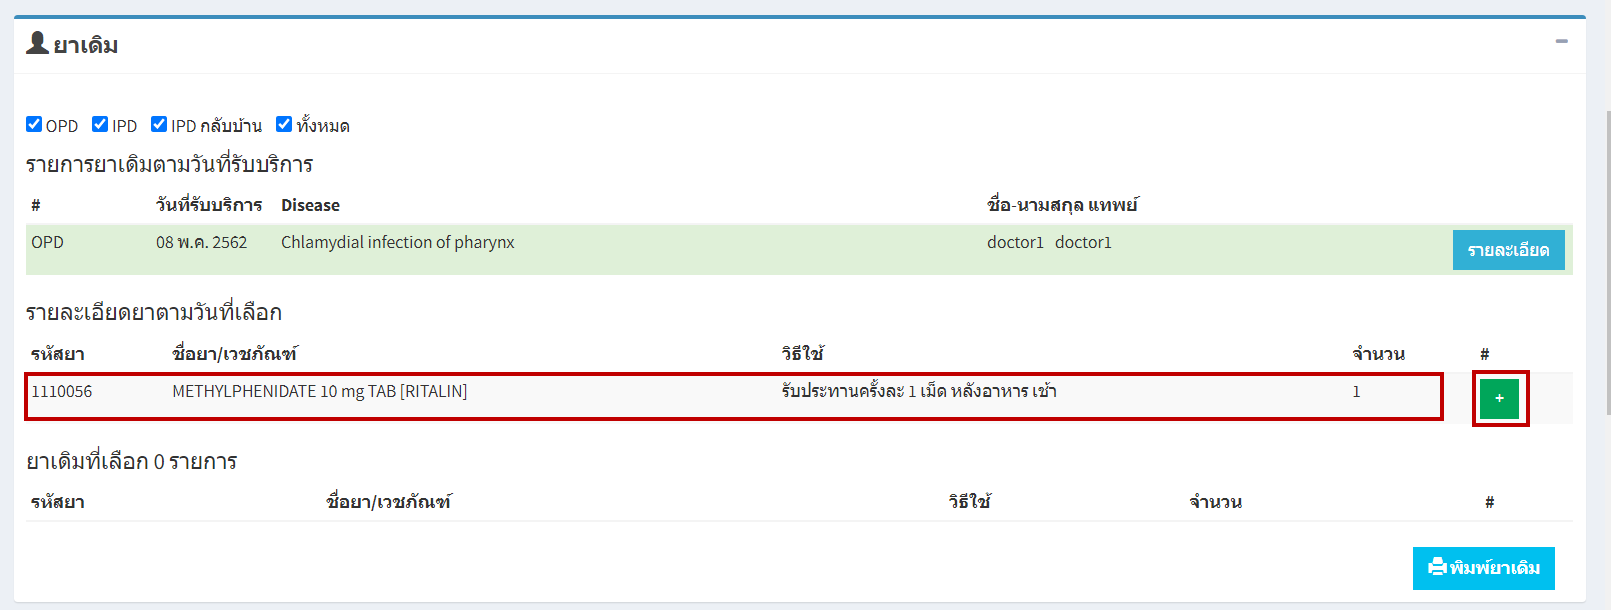 ยาเดิม
OPD IPD IPD กลับบ้าน ทั้งหมด
รายการยาเดิมตามวันที่รับบริการ
# วันที่รับบริการ Disease ชื่อ-นามสกุล แทพย์
OPD 08 พ.ค. 2562 Chlamydial infection of pharynx doctor1 doctor1 รายละเอียด
รายละเอียดยาตามวันที่เลือก
รหัสยา ชื่อยา/เวชภัณฑ์ วิธีใช้ จำนวน #
1110056 METHYLPHENIDATE 10 mg TAB [RITALIN] รับประทานครั้งละ 1 เม็ด หลังอาหาร เช้า 1 +
ยาเดิมที่เลือก 0 รายการ
รหัสยา ชื่อยา/เวชภัณฑ์ วิธีใช้ จำนวน #
พิมพ์ยาเดิม